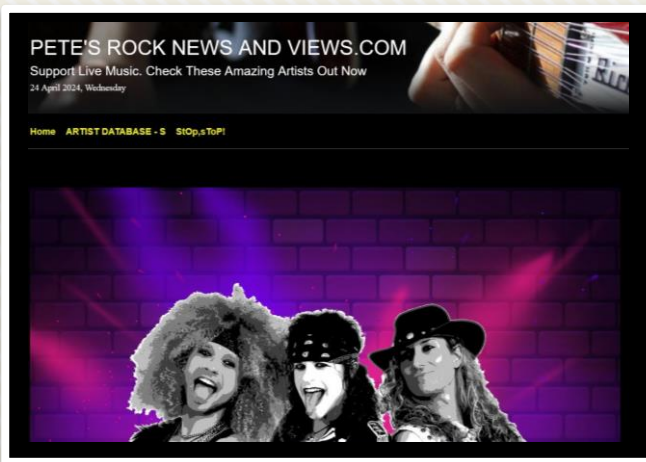 PETE'S ROCK NEWS AND VIEWS.COM
Support Live Music. Check These Amazing Artists Out Now
24 April 2024, Wednesday
Home ARTIST DATABASE - S StOp,sToP!